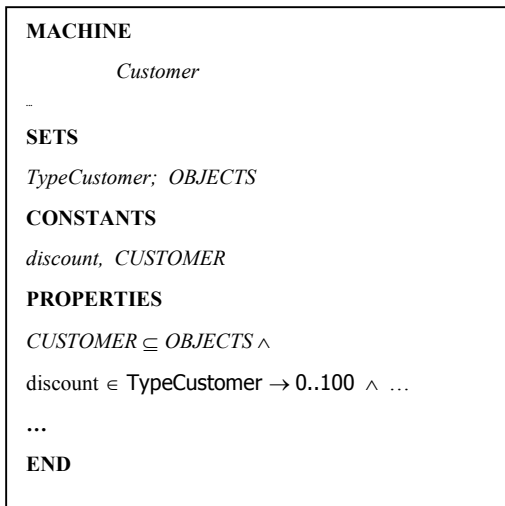 MACHINE
Customer
...
SETS
TypeCustomer; OBJECTS
CONSTANTS
discount, CUSTOMER
PROPERTIES
CUSTOMER ⊆ OBJECTS ∧
discount ∈ TypeCustomer → 0..100 ∧ …
…
END